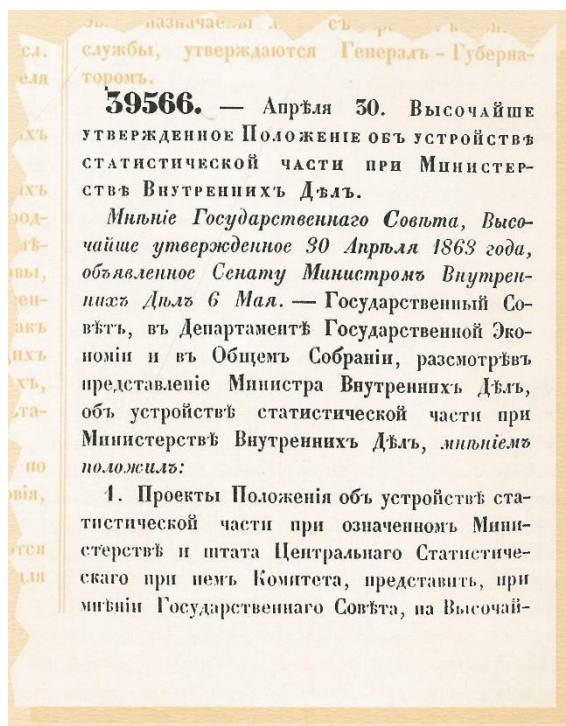 службы, утверждаются Генералъ-Губерна-
торомъ.
39566. — Апрѣля 30. Высочайше
утвержденное Положеніе объ устройствѣ
статистической части при Министер-
ствѣ Внутреннихъ Дѣлъ.
Мнѣніе Государственнаго Совѣта, Высо-
чайше утвержденное 30 Апрѣля 1863 года,
объявленное Сенату Министромъ Внутрен-
нихъ Дѣлъ 6 Мая. — Государственный Со-
вѣтъ, въ Департаментѣ Государственной Эко-
номіи и въ Общемъ Собраніи, разсмотрѣвъ
представленіе Министра Внутреннихъ Дѣлъ,
объ устройствѣ статистической части при
Министерствѣ Внутреннихъ Дѣлъ, мнѣніемъ
положилъ:
1. Проекты Положенія объ устройствѣ ста-
тистической части при означенномъ Мини-
стерствѣ и штата Центральнаго Статистиче-
скаго при немъ Комитета, представить, при
мнѣніи Государственнаго Совѣта, на Высочай-